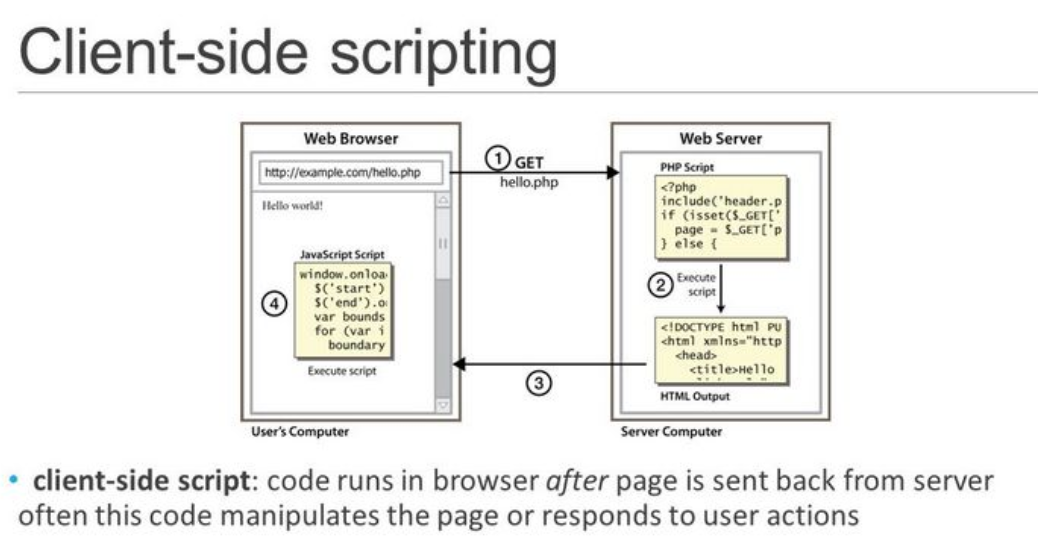 Client-side scripting
Web Browser
http://example.com/hello.php
Hello world!
JavaScript Script
window.onloa
$('start')
$('end').o
var bounds
for (var i
boundary
④
Execute script
User's Computer
① GET
hello.php
③
Web Server
PHP Script
<?php
include('header.p
if (isset($_GET['
page = $_GET['p
} else {
② Execute
script
<!DOCTYPE html PU
<html xmlns="http
<head>
<title>Hello
HTML Output
Server Computer
• client-side script: code runs in browser after page is sent back from server
often this code manipulates the page or responds to user actions